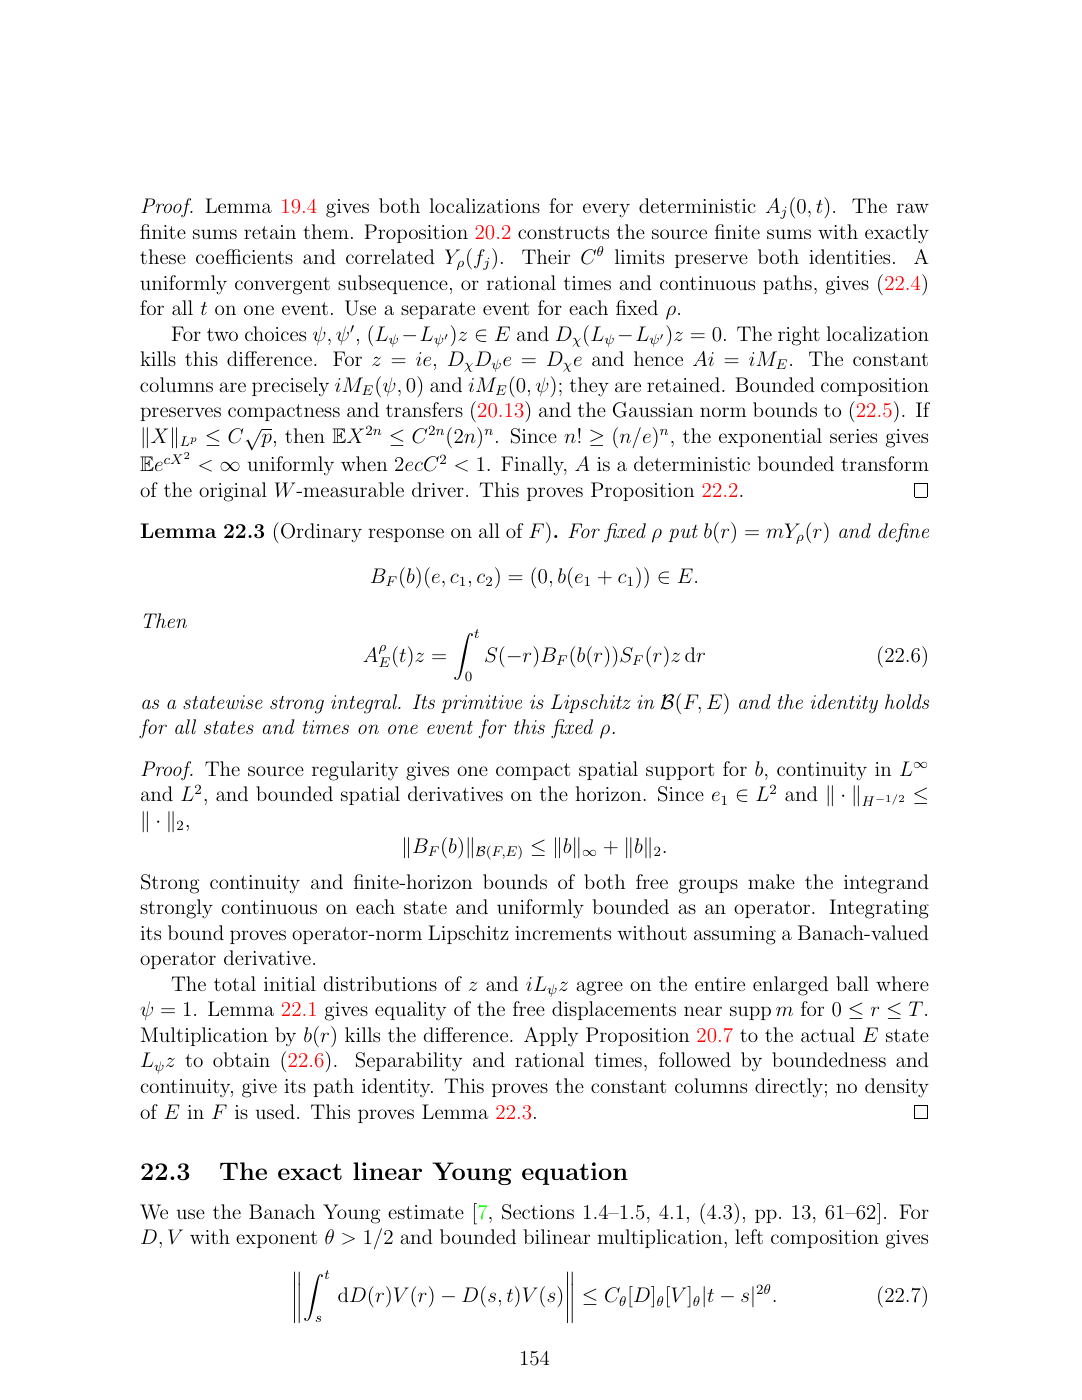 Proof. Lemma 19.4 gives both localizations for every deterministic A_j(0, t). The raw
finite sums retain them. Proposition 20.2 constructs the source finite sums with exactly
these coefficients and correlated Y_ρ(f_j). Their C^θ limits preserve both identities. A
uniformly convergent subsequence, or rational times and continuous paths, gives (22.4)
for all t on one event. Use a separate event for each fixed ρ.
For two choices ψ, ψ′, (L_ψ − L_ψ′)z ∈ E and D_χ(L_ψ − L_ψ′)z = 0. The right localization
kills this difference. For z = ie, D_χD_ψe = D_χe and hence Ai = iM_E. The constant
columns are precisely iM_E(ψ, 0) and iM_E(0, ψ); they are retained. Bounded composition
preserves compactness and transfers (20.13) and the Gaussian norm bounds to (22.5). If
‖X‖_{L^p} ≤ C√p, then 𝔼X^{2n} ≤ C^{2n}(2n)^n. Since n! ≥ (n/e)^n, the exponential series gives
𝔼e^{cX^2} < ∞ uniformly when 2ecC^2 < 1. Finally, A is a deterministic bounded transform
of the original W-measurable driver. This proves Proposition 22.2. □
Lemma 22.3 (Ordinary response on all of F). For fixed ρ put b(r) = mY_ρ(r) and define
B_F(b)(e, c_1, c_2) = (0, b(e_1 + c_1)) ∈ E.
Then
A_E^ρ(t)z = ∫_0^t S(−r)B_F(b(r))S_F(r)z dr (22.6)
as a statewise strong integral. Its primitive is Lipschitz in 𝓑(F, E) and the identity holds
for all states and times on one event for this fixed ρ.
Proof. The source regularity gives one compact spatial support for b, continuity in L^∞
and L^2, and bounded spatial derivatives on the horizon. Since e_1 ∈ L^2 and ‖ · ‖_{H^{−1/2}} ≤
‖ · ‖_2,
‖B_F(b)‖_{𝓑(F,E)} ≤ ‖b‖_∞ + ‖b‖_2.
Strong continuity and finite-horizon bounds of both free groups make the integrand
strongly continuous on each state and uniformly bounded as an operator. Integrating
its bound proves operator-norm Lipschitz increments without assuming a Banach-valued
operator derivative.
The total initial distributions of z and iL_ψz agree on the entire enlarged ball where
ψ = 1. Lemma 22.1 gives equality of the free displacements near supp m for 0 ≤ r ≤ T.
Multiplication by b(r) kills the difference. Apply Proposition 20.7 to the actual E state
L_ψz to obtain (22.6). Separability and rational times, followed by boundedness and
continuity, give its path identity. This proves the constant columns directly; no density
of E in F is used. This proves Lemma 22.3. □
22.3 The exact linear Young equation
We use the Banach Young estimate [7, Sections 1.4–1.5, 4.1, (4.3), pp. 13, 61–62]. For
D, V with exponent θ > 1/2 and bounded bilinear multiplication, left composition gives
‖∫_s^t dD(r)V(r) − D(s, t)V(s)‖ ≤ C_θ[D]_θ[V]_θ|t − s|^{2θ}. (22.7)
154